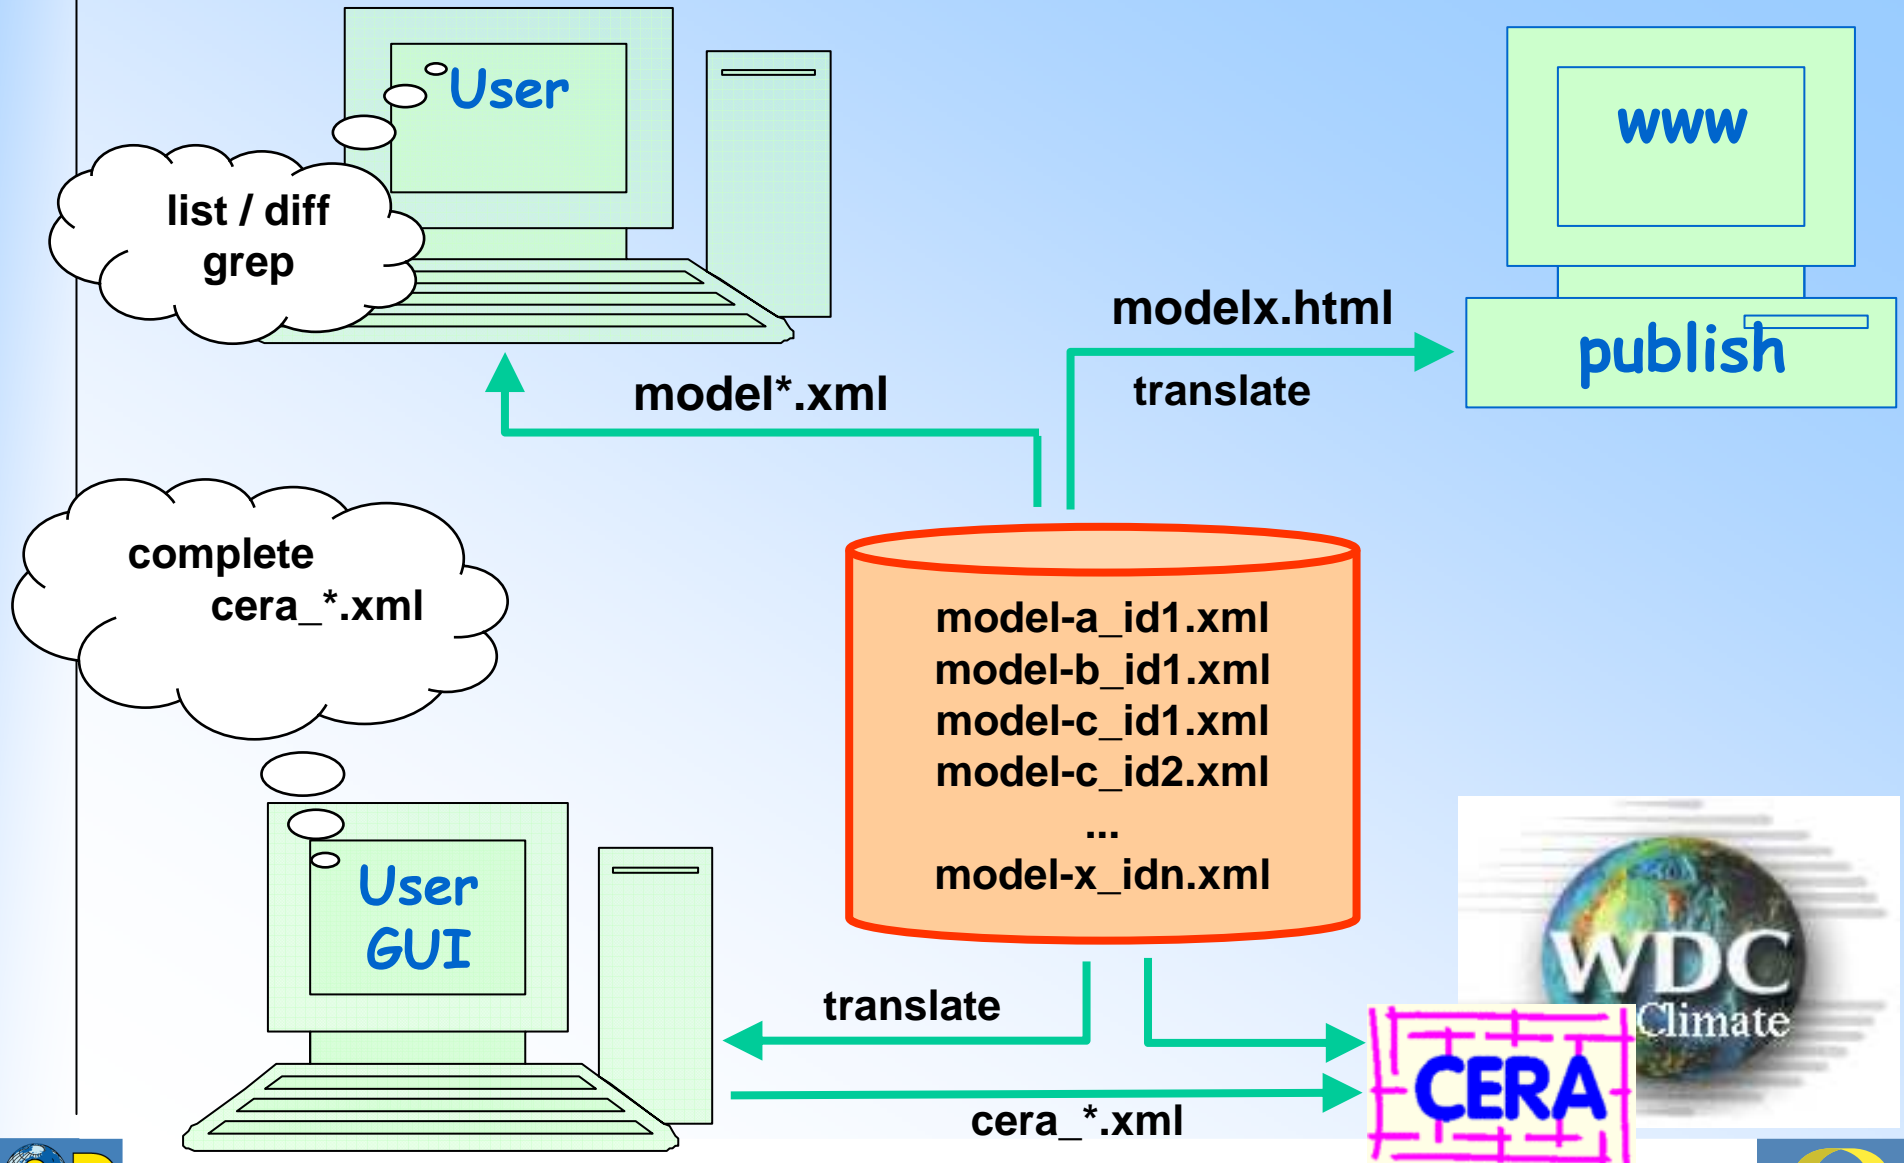 User
www
list / diff
grep
modelx.html
publish
model*.xml
translate
complete
cera_*.xml
model-a_id1.xml
model-b_id1.xml
model-c_id1.xml
model-c_id2.xml
...
model-x_idn.xml
User
GUI
WDC
Climate
translate
CERA
cera_*.xml